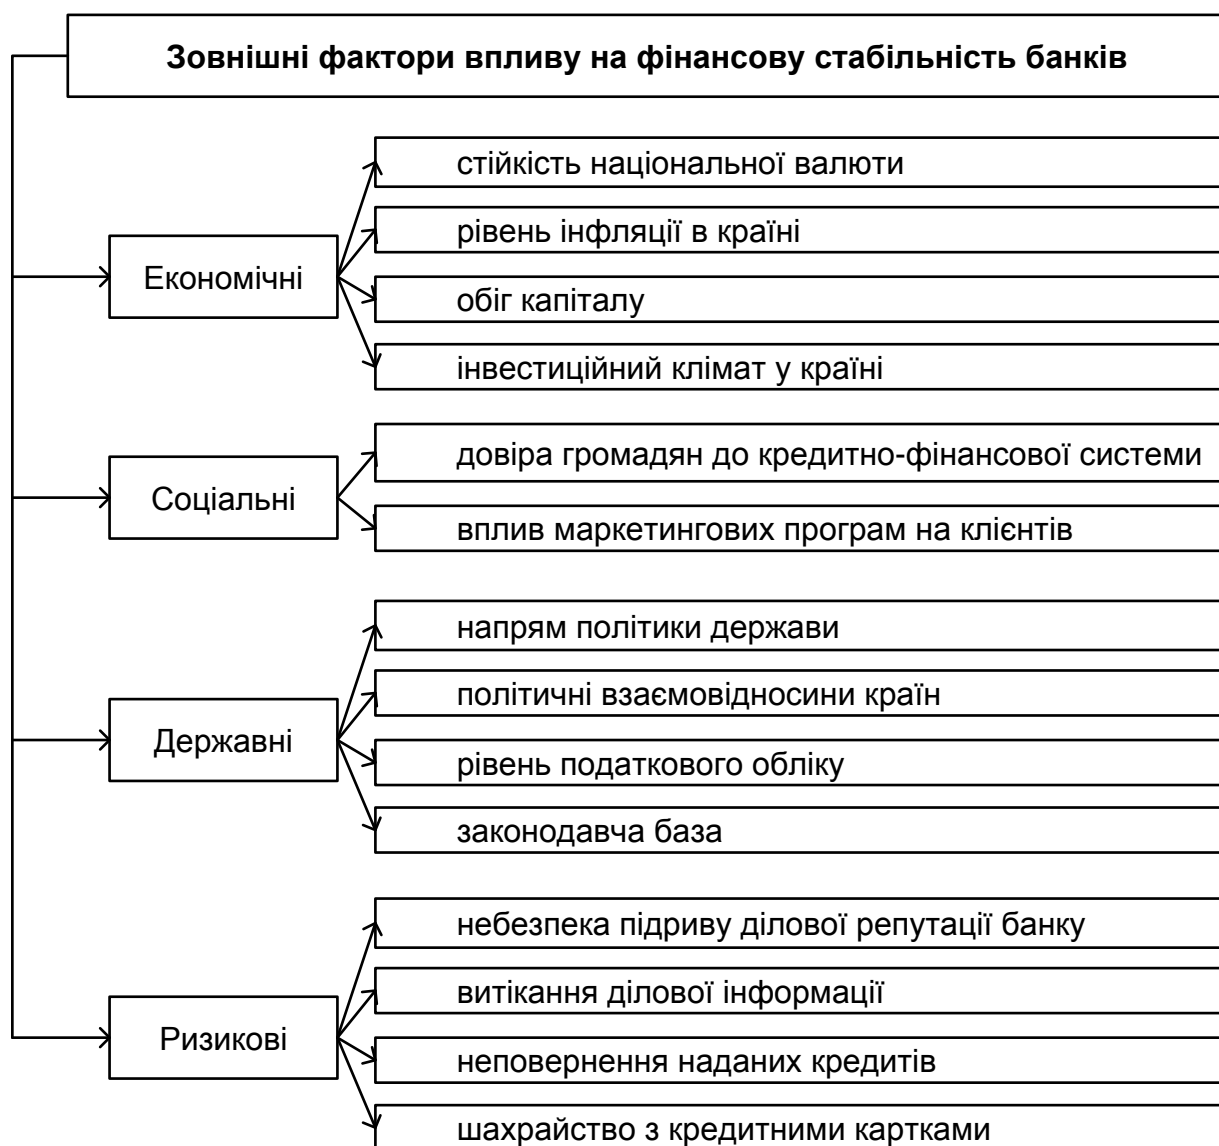 Зовнішні фактори впливу на фінансову стабільність банків
Економічні
стійкість національної валюти
рівень інфляції в країні
обіг капіталу
інвестиційний клімат у країні
Соціальні
довіра громадян до кредитно-фінансової системи
вплив маркетингових програм на клієнтів
Державні
напрям політики держави
політичні взаємовідносини країн
рівень податкового обліку
законодавча база
Ризикові
небезпека підриву ділової репутації банку
витікання ділової інформації
неповернення наданих кредитів
шахрайство з кредитними картками